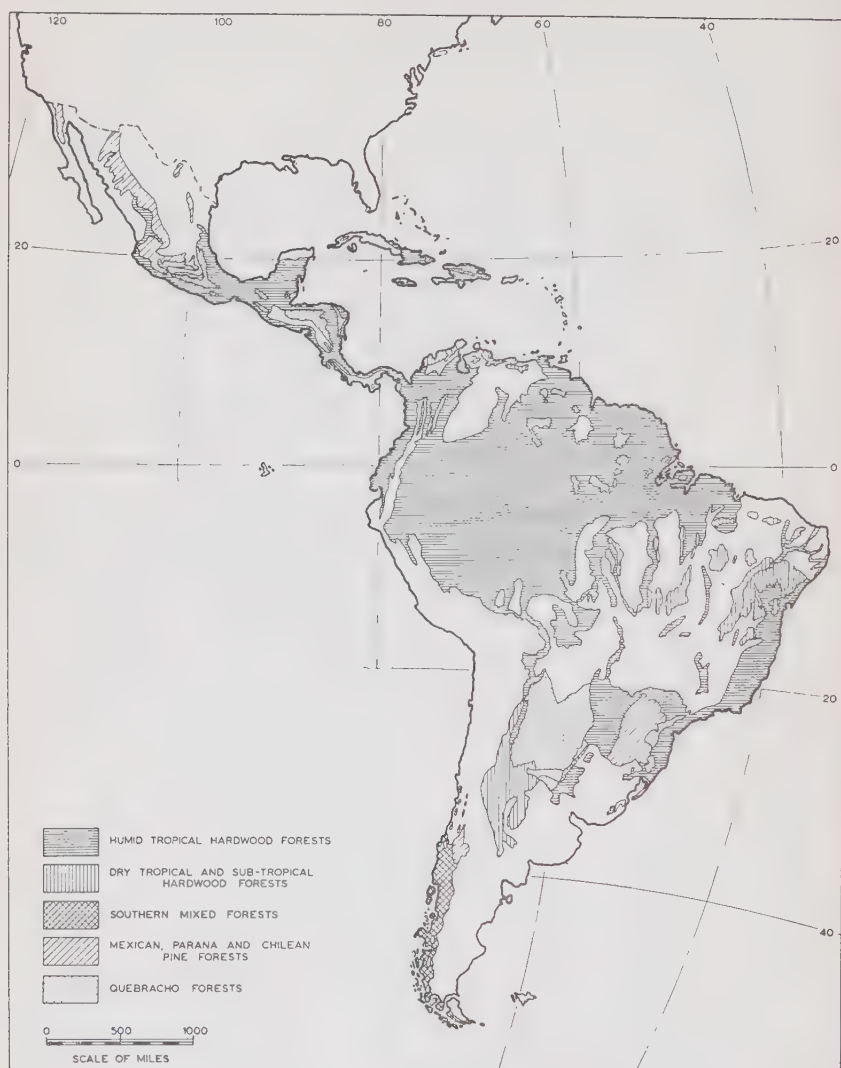 120 100 80 60 40
20 20
0 0
20
40
HUMID TROPICAL HARDWOOD FORESTS
DRY TROPICAL AND SUB-TROPICAL
HARDWOOD FORESTS
SOUTHERN MIXED FORESTS
MEXICAN, PARANA AND CHILEAN
PINE FORESTS
QUEBRACHO FORESTS
0 500 1000
SCALE OF MILES